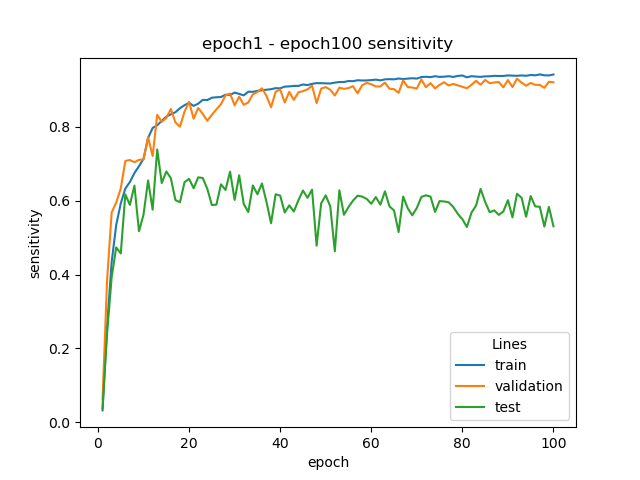 epoch1 - epoch100 sensitivity
sensitivity
0.8
0.6
0.4
0.2
0.0
Lines
train
validation
test
0
20
40
60
80
100
epoch